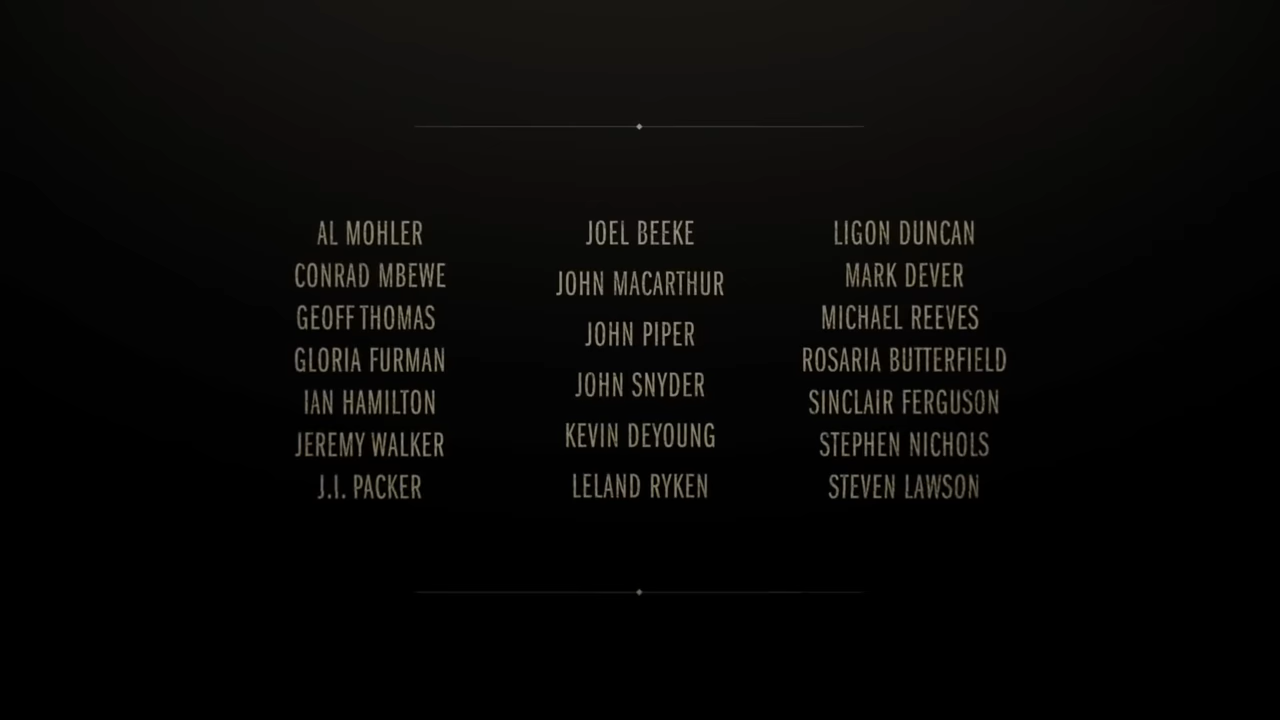 AL MOHLER
CONRAD MBEWE
GEOFF THOMAS
GLORIA FURMAN
IAN HAMILTON
JEREMY WALKER
J.I. PACKER
JOEL BEEKE
JOHN MACARTHUR
JOHN PIPER
JOHN SNYDER
KEVIN DEYOUNG
LELAND RYKEN
LIGON DUNCAN
MARK DEVER
MICHAEL REEVES
ROSARIA BUTTERFIELD
SINCLAIR FERGUSON
STEPHEN NICHOLS
STEVEN LAWSON